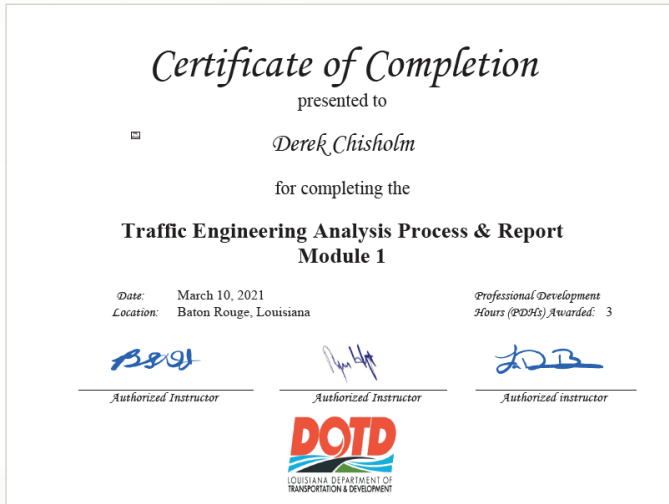 Certificate of Completion
presented to
Derek Chisholm
for completing the
Traffic Engineering Analysis Process & Report
Module 1
Date: March 10, 2021
Location: Baton Rouge, Louisiana
Professional Development
Hours (PDHs) Awarded: 3
Authorized Instructor
Authorized Instructor
Authorized instructor
DOTD
LOUISIANA DEPARTMENT OF
TRANSPORTATION & DEVELOPMENT